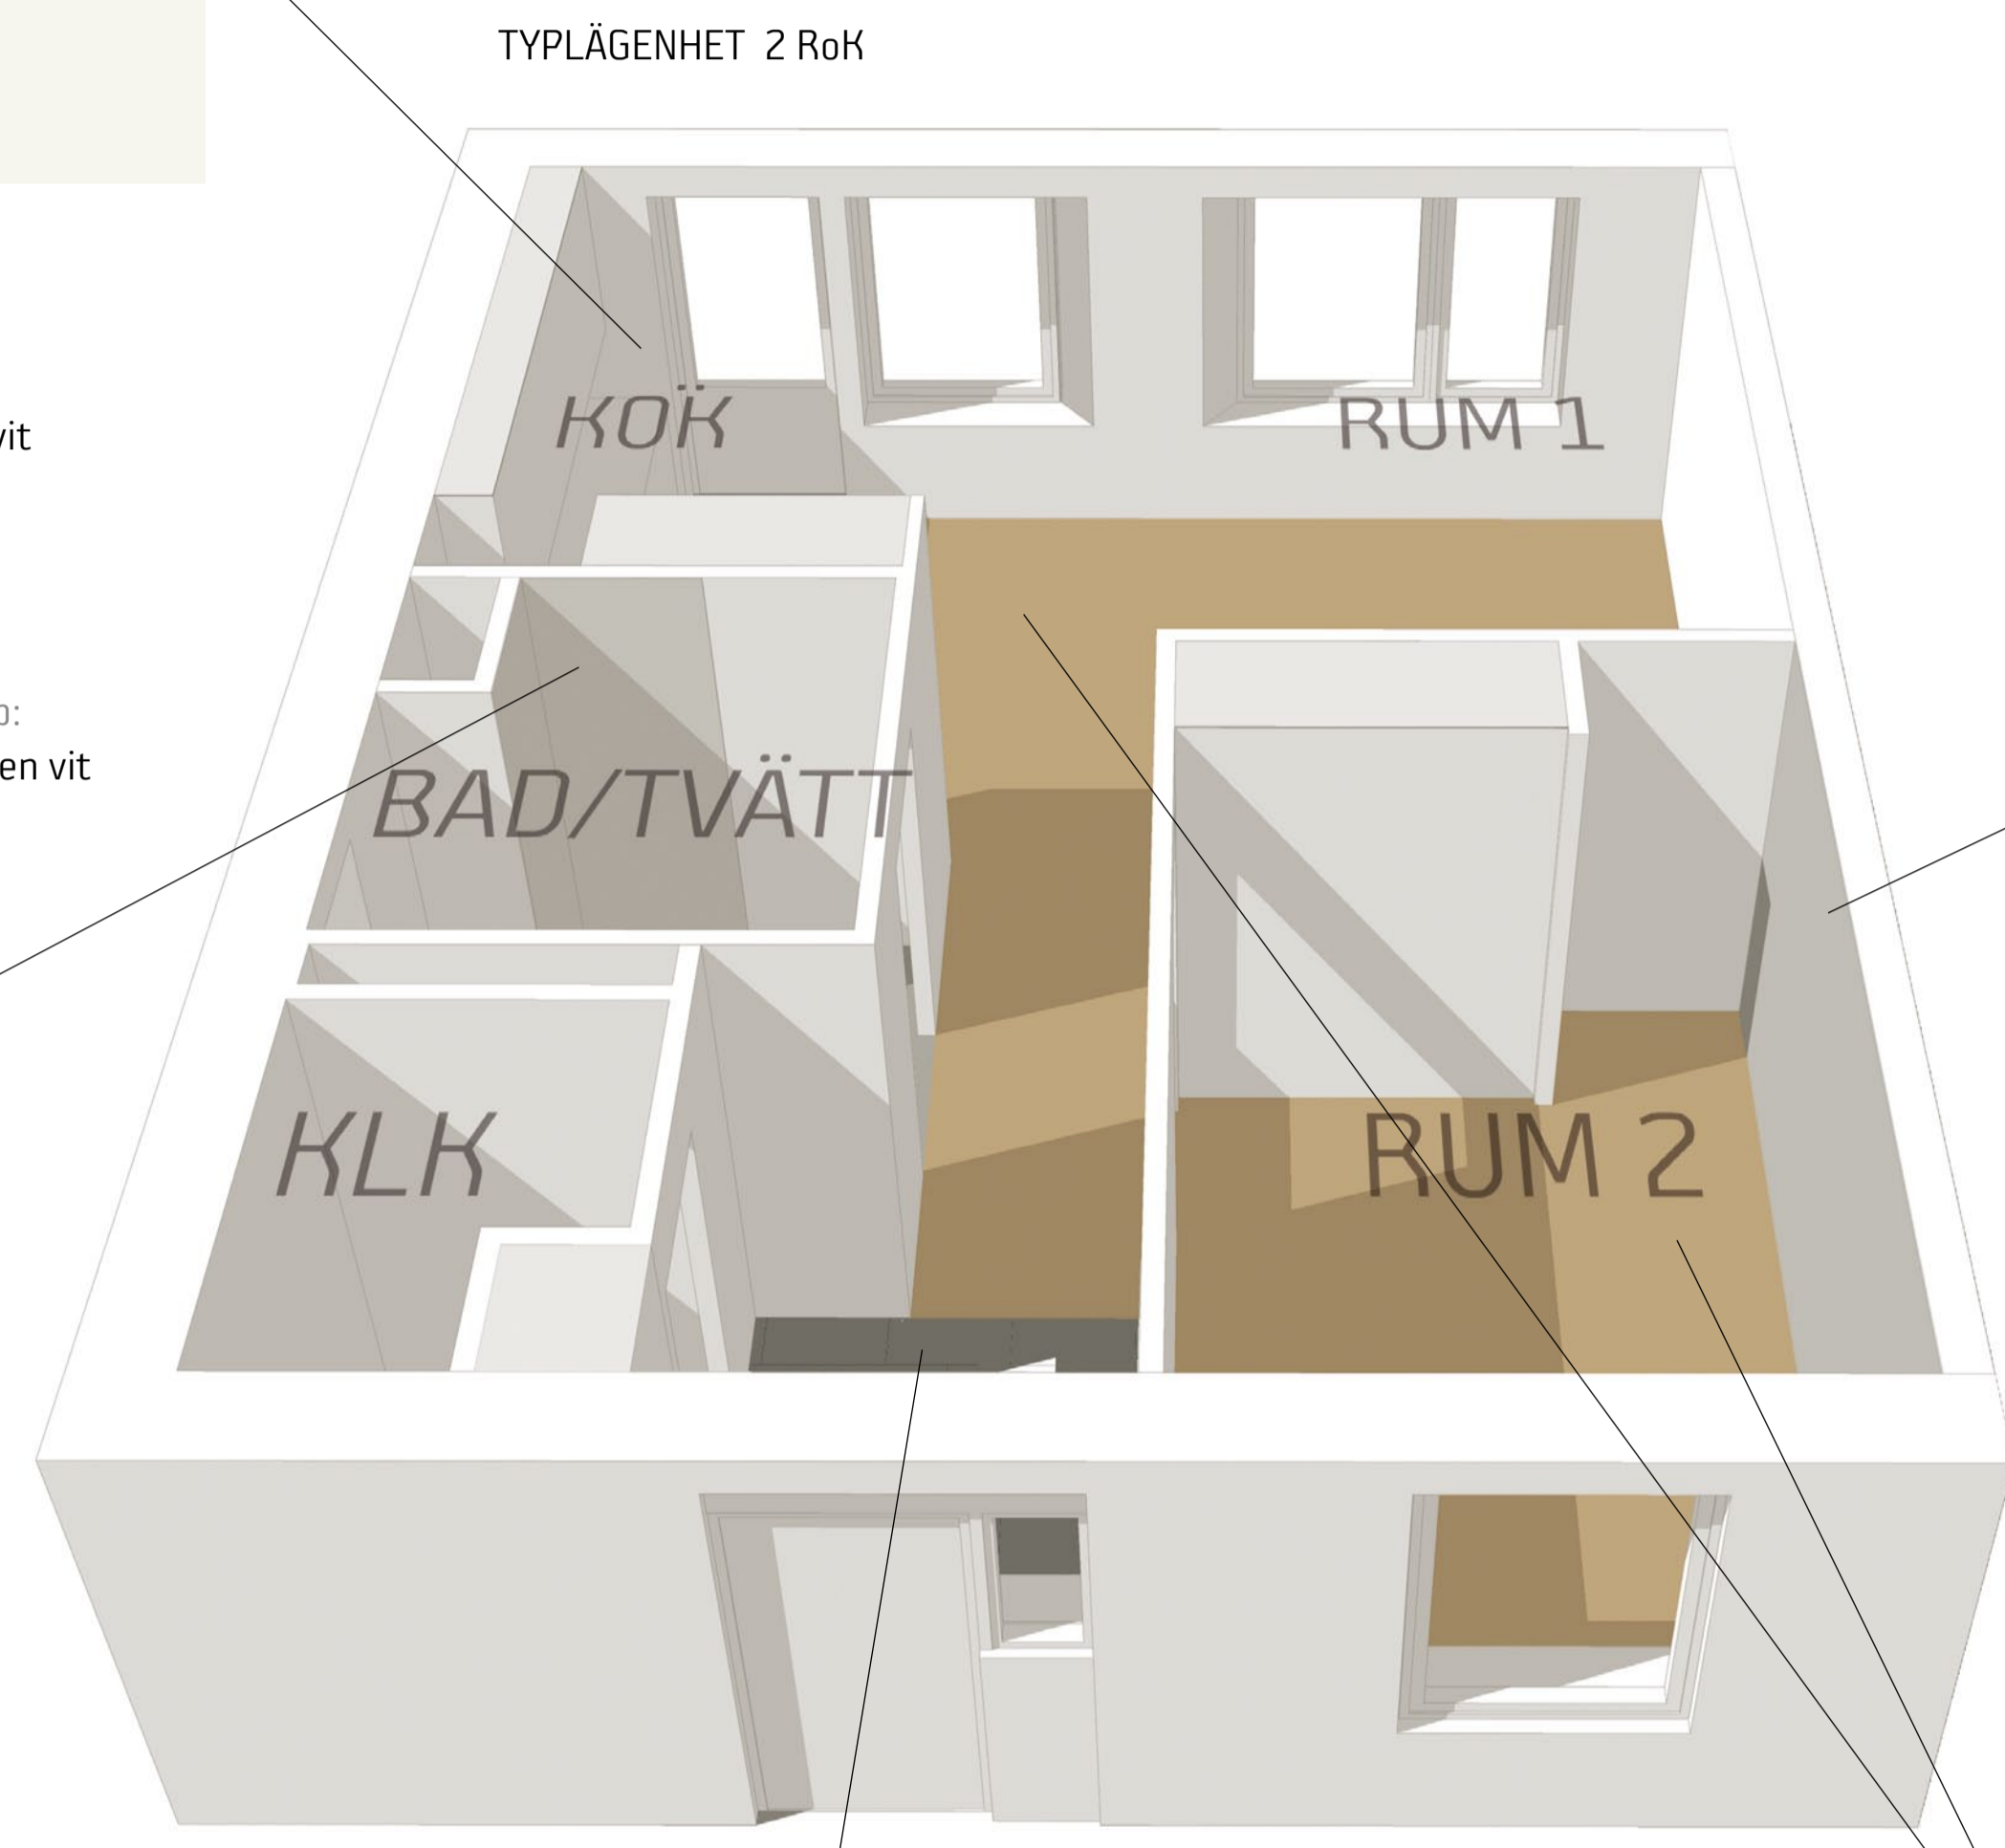 TYPLÄGENHET 2 RoK
KÖK
RUM 1
vit
o:
en vit
BAD/TVÄTT
KLK
RUM 2